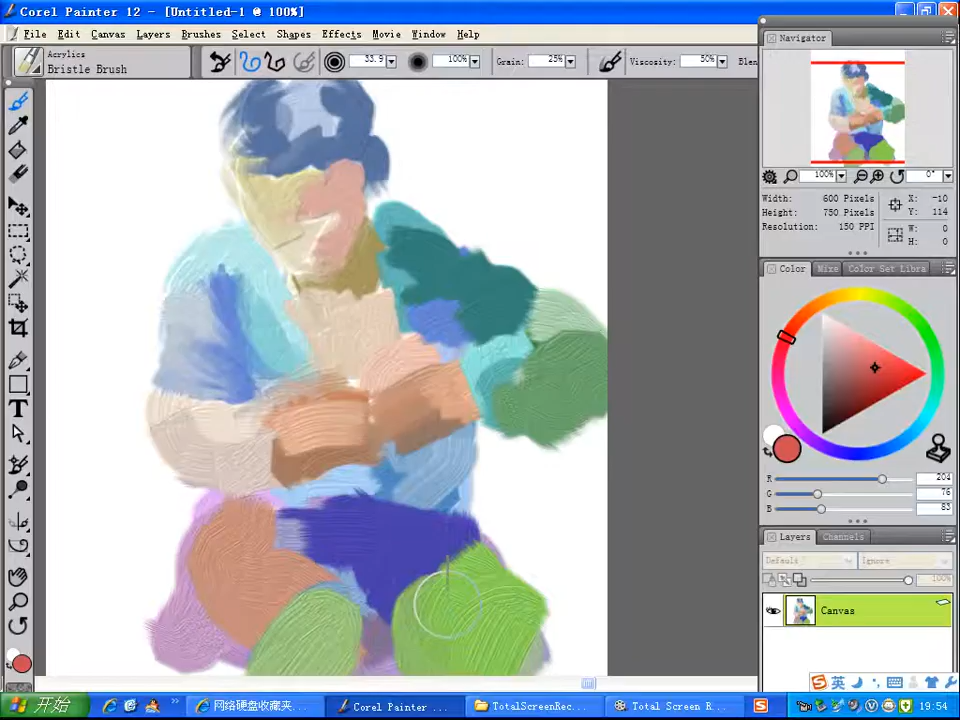 Corel Painter 12 - [Untitled-1 @ 100%]
File Edit Canvas Layers Brushes Select Shapes Effects Movie Window Help
Acrylics
Bristle Brush
33.9
100%
Grain: 25%
Viscosity: 50%
Blen
Navigator
100%
0°
Width: 600 Pixels
Height: 750 Pixels
Resolution: 150 PPI
X: -10
Y: 114
W: 0
H: 0
Color Mixe Color Set Libra
R 204
G 76
B 83
Layers Channels
Default Ignore
100%
Canvas
英
开始
网络硬盘收藏夹...
Corel Painter ...
TotalScreenRec...
Total Screen R...
19:54